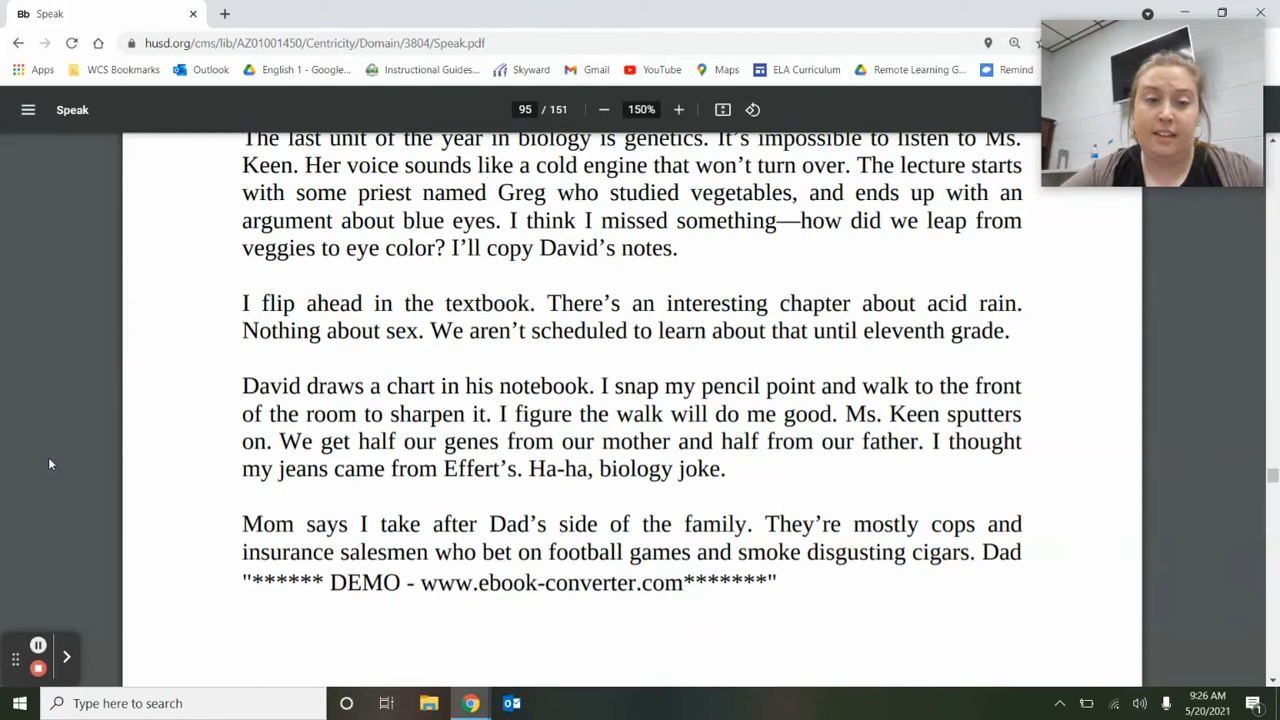 Bb Speak
husd.org/cms/lib/AZ01001450/Centricity/Domain/3804/Speak.pdf
Apps WCS Bookmarks Outlook English 1 - Google... Instructional Guides... Skyward Gmail YouTube Maps ELA Curriculum Remote Learning G... Remind
Speak 95 / 151 150%
The last unit of the year in biology is genetics. It's impossible to listen to Ms.
Keen. Her voice sounds like a cold engine that won't turn over. The lecture starts
with some priest named Greg who studied vegetables, and ends up with an
argument about blue eyes. I think I missed something—how did we leap from
veggies to eye color? I'll copy David's notes.
I flip ahead in the textbook. There's an interesting chapter about acid rain.
Nothing about sex. We aren't scheduled to learn about that until eleventh grade.
David draws a chart in his notebook. I snap my pencil point and walk to the front
of the room to sharpen it. I figure the walk will do me good. Ms. Keen sputters
on. We get half our genes from our mother and half from our father. I thought
my jeans came from Effert's. Ha-ha, biology joke.
Mom says I take after Dad's side of the family. They're mostly cops and
insurance salesmen who bet on football games and smoke disgusting cigars. Dad
"****** DEMO - www.ebook-converter.com*******"
Type here to search
9:26 AM
5/20/2021
1